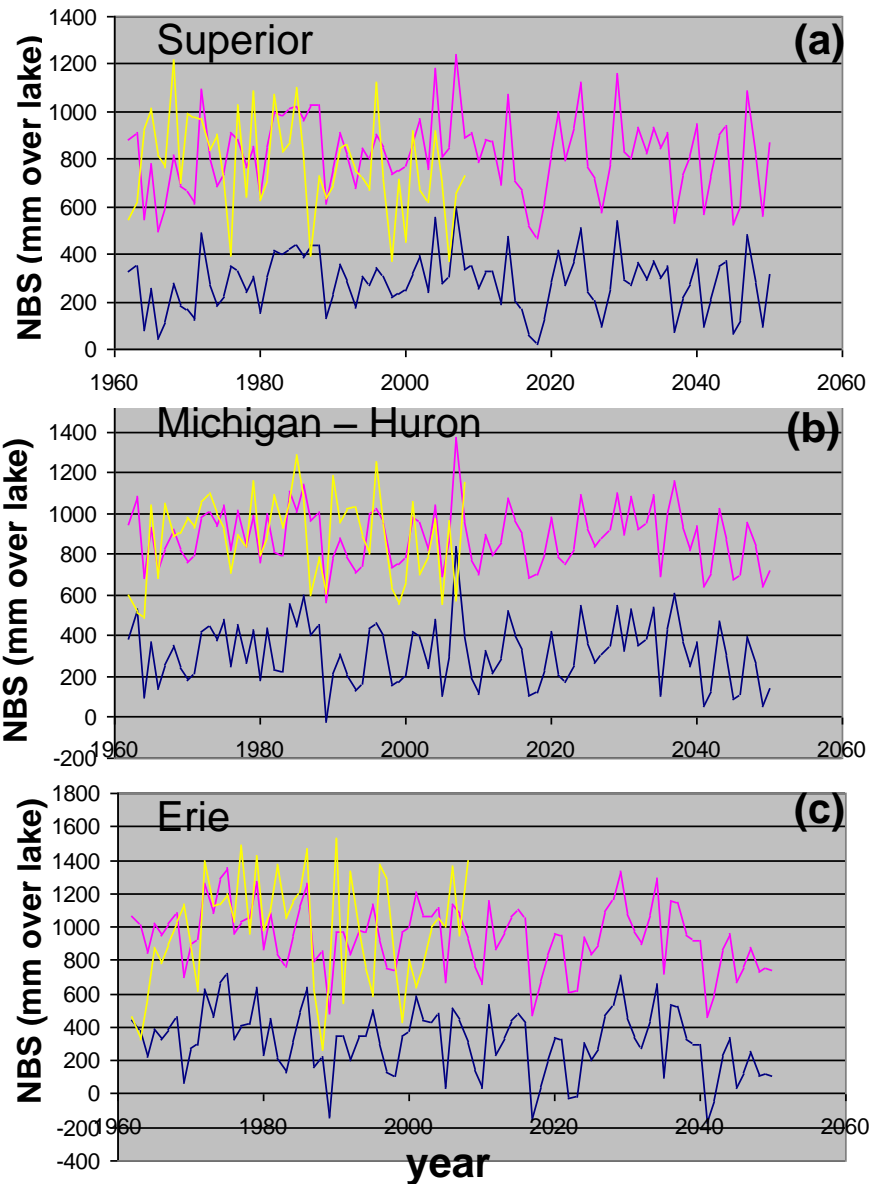 Superior (a)
NBS (mm over lake)
1400
1200
1000
800
600
400
200
0
1960 1980 2000 2020 2040 2060
Michigan – Huron (b)
NBS (mm over lake)
1400
1200
1000
800
600
400
200
0
-200
1960 1980 2000 2020 2040 2060
Erie (c)
NBS (mm over lake)
1800
1600
1400
1200
1000
800
600
400
200
0
-200
-400
1960 1980 2000 2020 2040 2060
year